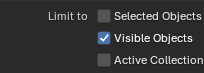 Limit to Selected Objects
Visible Objects
Active Collection